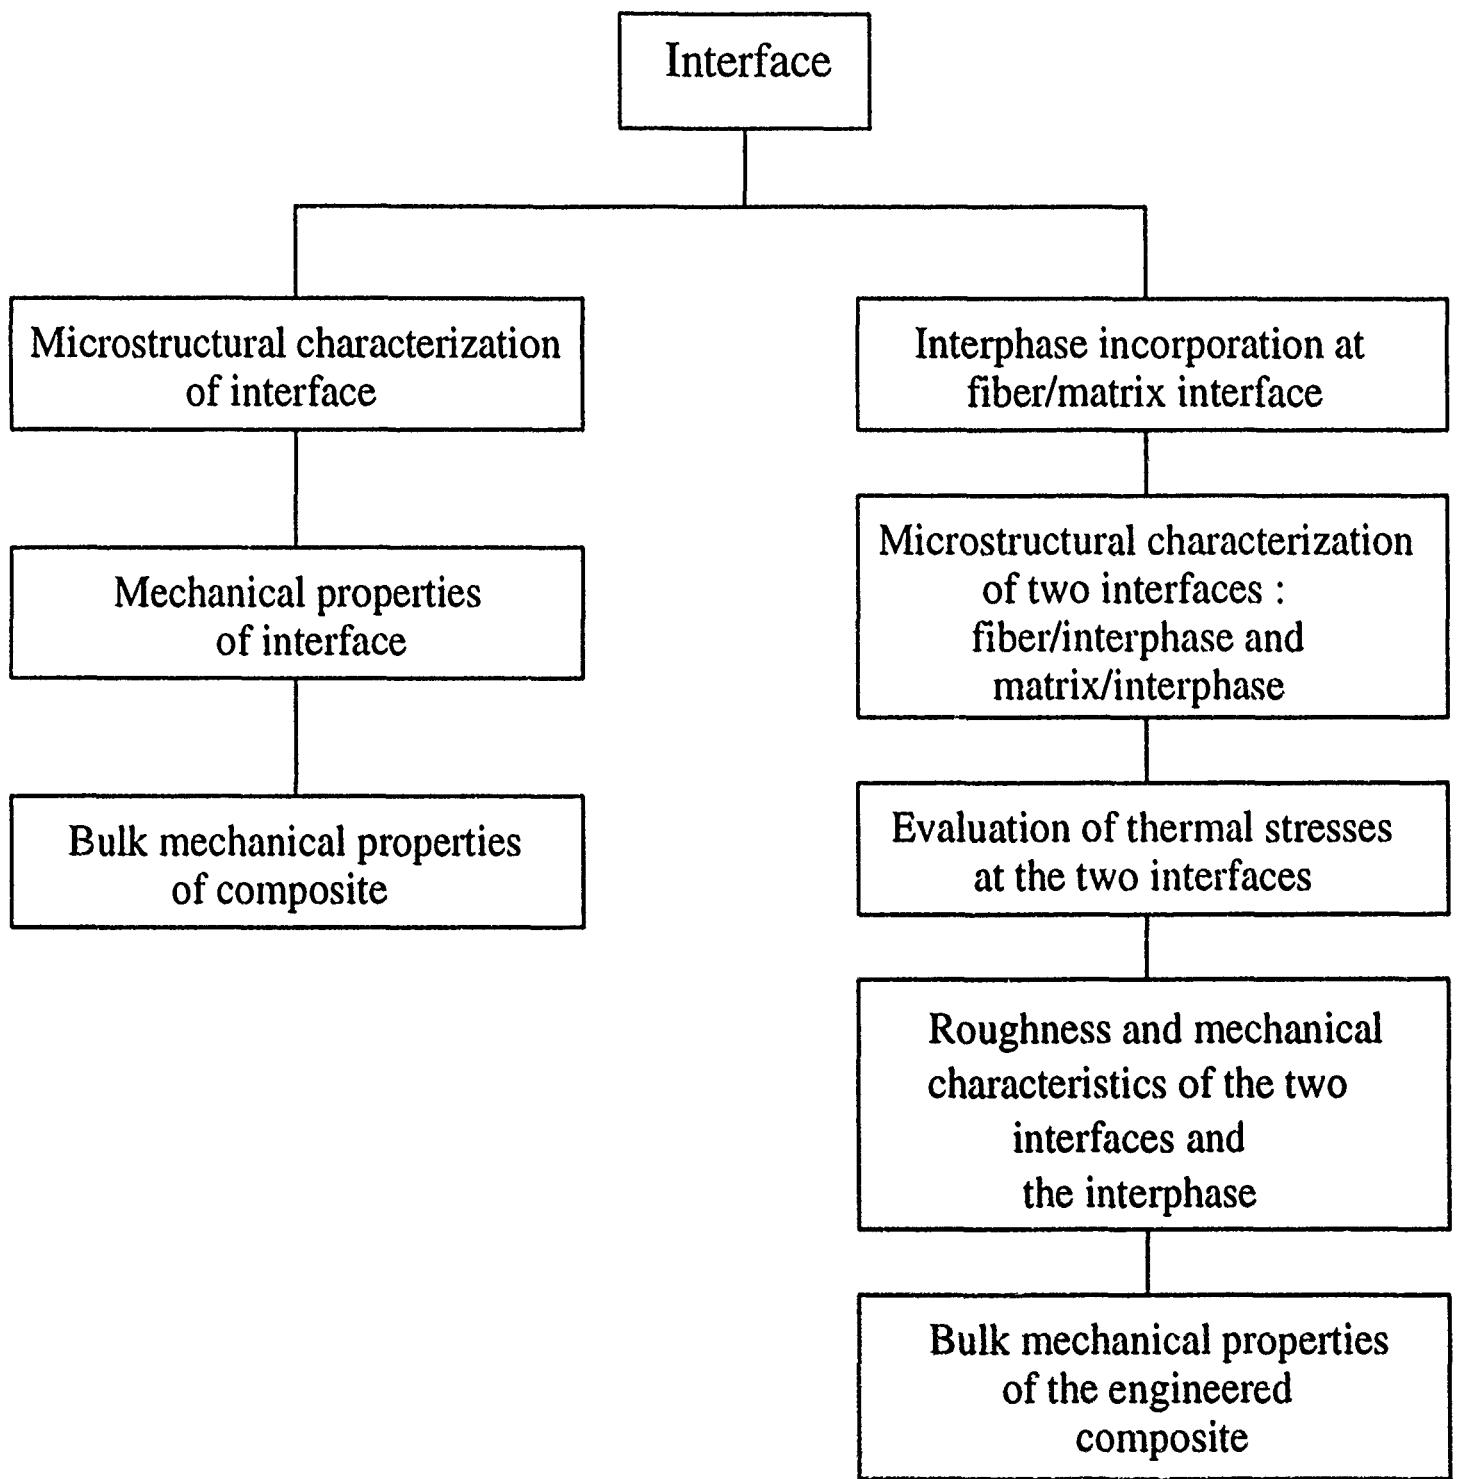 Interface
Microstructural characterization
of interface
Mechanical properties
of interface
Bulk mechanical properties
of composite
Interphase incorporation at
fiber/matrix interface
Microstructural characterization
of two interfaces :
fiber/interphase and
matrix/interphase
Evaluation of thermal stresses
at the two interfaces
Roughness and mechanical
characteristics of the two
interfaces and
the interphase
Bulk mechanical properties
of the engineered
composite